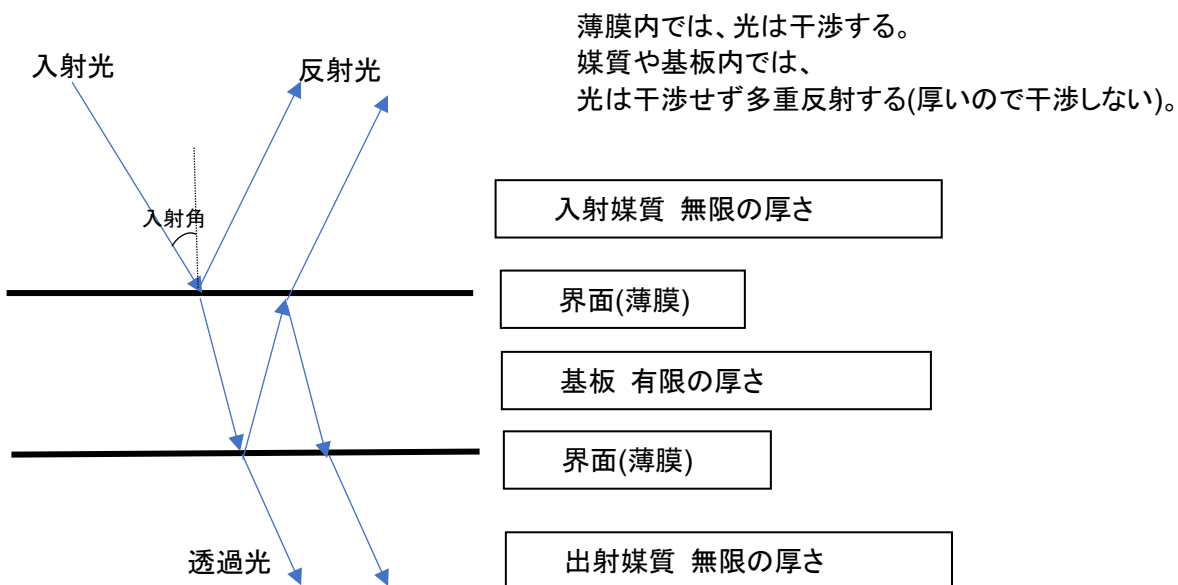 薄膜内では、光は干渉する。
媒質や基板内では、
光は干渉せず多重反射する(厚いので干渉しない)。
入射光
反射光
入射角
入射媒質 無限の厚さ
界面(薄膜)
基板 有限の厚さ
界面(薄膜)
透過光
出射媒質 無限の厚さ